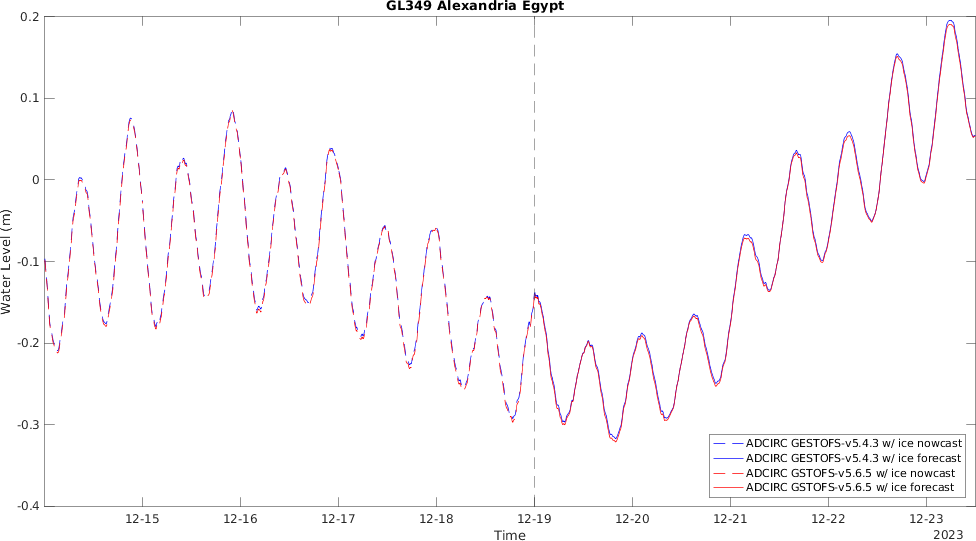 GL349 Alexandria Egypt
0.2
0.1
0
-0.1
-0.2
-0.3
-0.4
Water Level (m)
ADCIRC GESTOFS-v5.4.3 w/ ice nowcast
ADCIRC GESTOFS-v5.4.3 w/ ice forecast
ADCIRC GSTOFS-v5.6.5 w/ ice nowcast
ADCIRC GSTOFS-v5.6.5 w/ ice forecast
12-15 12-16 12-17 12-18 12-19 12-20 12-21 12-22 12-23
Time
2023